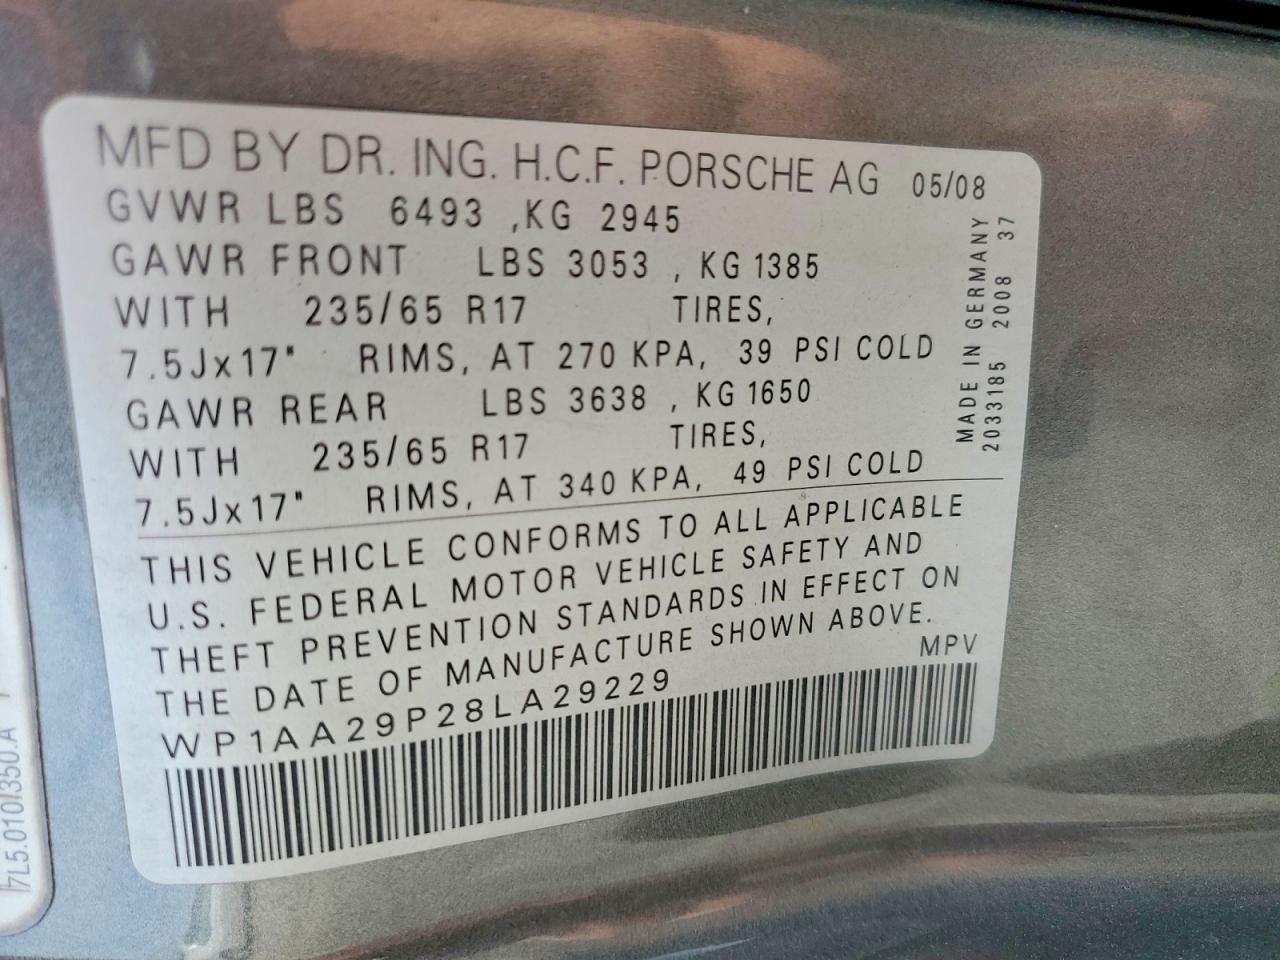 MFD BY DR. ING. H.C.F. PORSCHE AG 05/08
GVWR LBS 6493 ,KG 2945
GAWR FRONT LBS 3053 , KG 1385
WITH 235/65 R17 TIRES,
7.5Jx17" RIMS, AT 270 KPA, 39 PSI COLD
GAWR REAR LBS 3638 , KG 1650
WITH 235/65 R17 TIRES,
7.5Jx17" RIMS, AT 340 KPA, 49 PSI COLD
MADE IN GERMANY
2033185 2008 37
THIS VEHICLE CONFORMS TO ALL APPLICABLE
U.S. FEDERAL MOTOR VEHICLE SAFETY AND
THEFT PREVENTION STANDARDS IN EFFECT ON
THE DATE OF MANUFACTURE SHOWN ABOVE.
MPV
WP1AA29P28LA29229
7L5.010.350.A